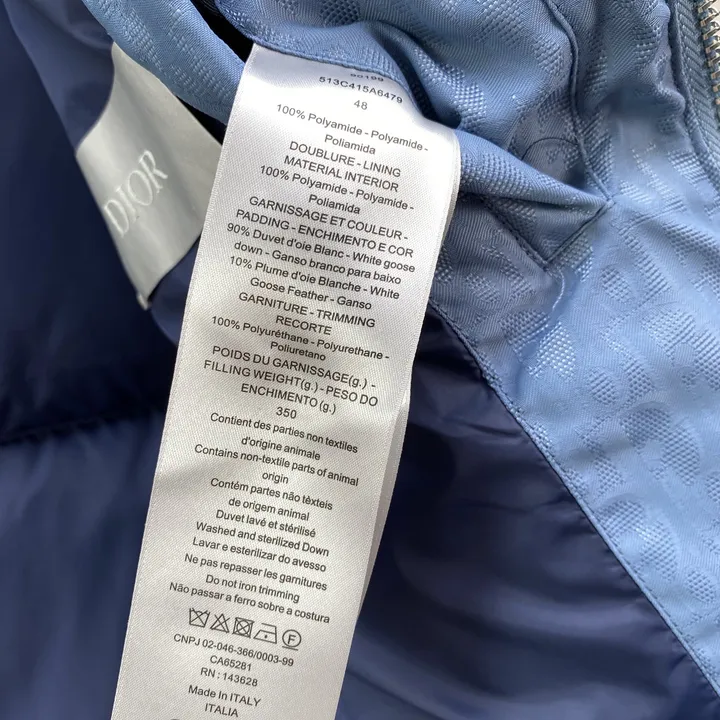 DIOR
513C415A6479
48
100% Polyamide - Polyamide -
Poliamida
DOUBLURE - LINING
MATERIAL INTERIOR
100% Polyamide - Polyamide -
Poliamida
GARNISSAGE ET COULEUR -
PADDING - ENCHIMENTO E COR
90% Duvet d'oie Blanc - White goose
down - Ganso branco para baixo
10% Plume d'oie Blanche - White
Goose Feather - Ganso
GARNITURE - TRIMMING
RECORTE
100% Polyuréthane - Polyurethane -
Poliuretano
POIDS DU GARNISSAGE(g.) -
FILLING WEIGHT(g.) - PESO DO
ENCHIMENTO (g.)
350
Contient des parties non textiles
d'origine animale
Contains non-textile parts of animal
origin
Contém partes não têxteis
de origem animal
Duvet lavé et stérilisé
Washed and sterilized Down
Lavar e esterilizar do avesso
Ne pas repasser les garnitures
Do not iron trimming
Não passar a ferro sobre a costura
CNPJ 02-046-366/0003-99
CA65281
RN : 143628
Made in ITALY
ITALIA